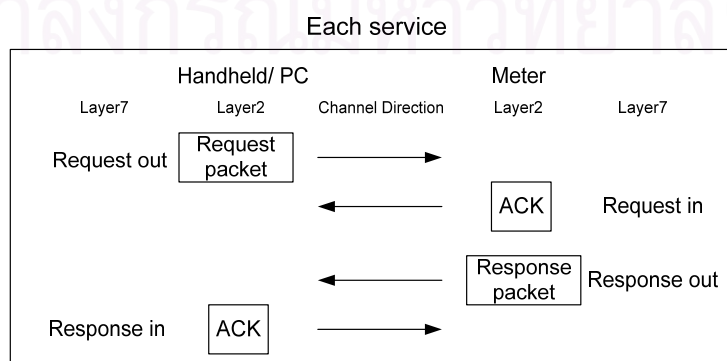 Each service
Handheld/ PC Meter
Layer7 Layer2 Channel Direction Layer2 Layer7
Request out Request packet
ACK Request in
Response packet Response out
Response in ACK